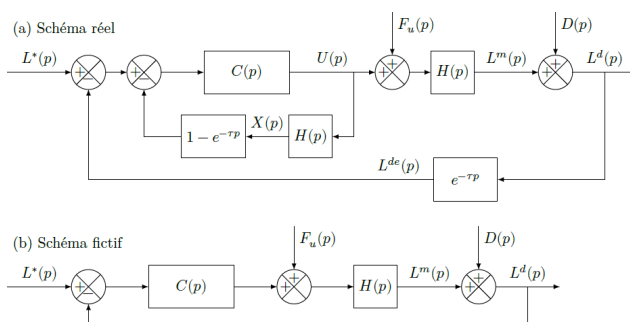 (a) Schéma réel
F_u(p) D(p)
L*(p) + − + − C(p) U(p) + + H(p) L^m(p) + + L^d(p)
1 − e^{−τp} X(p) H(p)
L^{de}(p) e^{−τp}
(b) Schéma fictif
F_u(p) D(p)
L*(p) + − C(p) + + H(p) L^m(p) + + L^d(p)